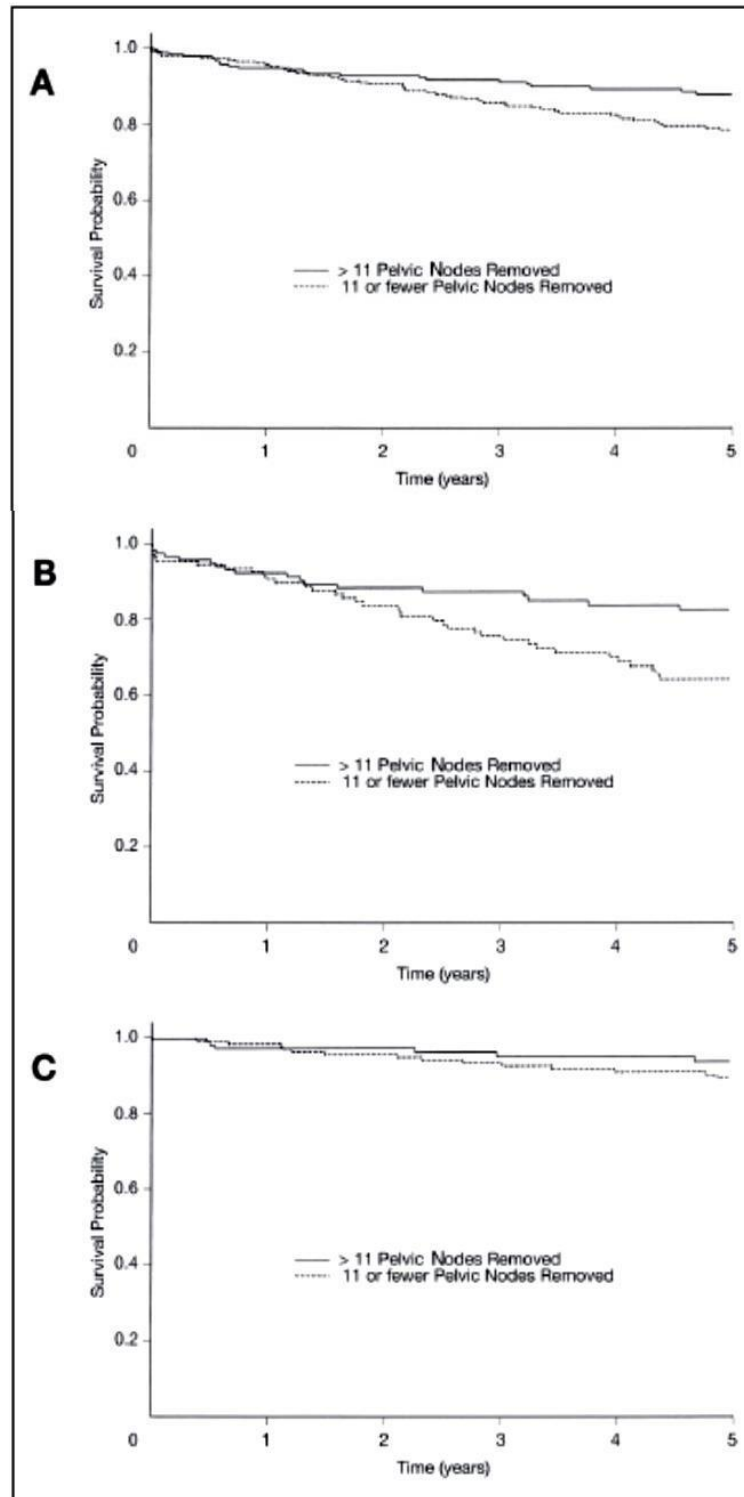 A
1.0
0.8
0.6
0.4
0.2
Survival Probability
> 11 Pelvic Nodes Removed
11 or fewer Pelvic Nodes Removed
0 1 2 3 4 5
Time (years)
B
1.0
0.8
0.6
0.4
0.2
Survival Probability
> 11 Pelvic Nodes Removed
11 or fewer Pelvic Nodes Removed
0 1 2 3 4 5
Time (years)
C
1.0
0.8
0.6
0.4
0.2
Survival Probability
> 11 Pelvic Nodes Removed
11 or fewer Pelvic Nodes Removed
0 1 2 3 4 5
Time (years)